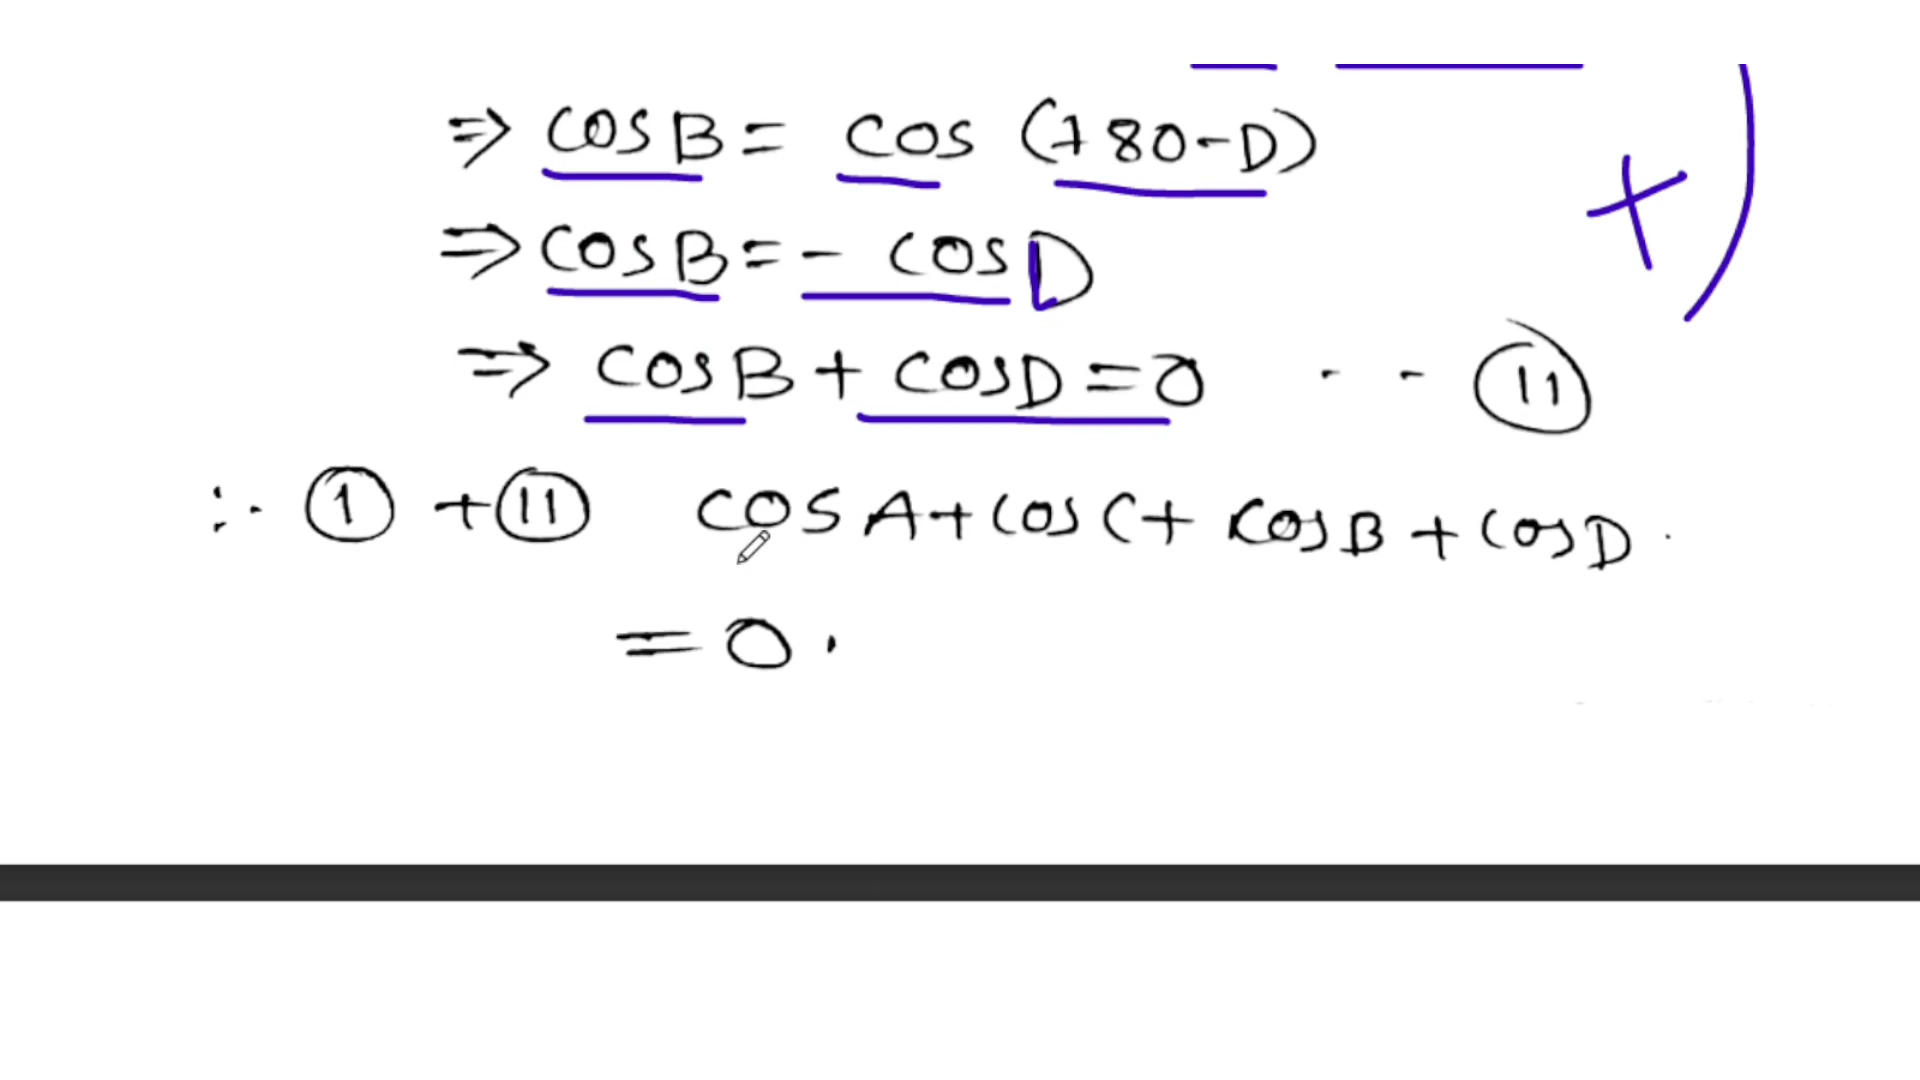 ⇒ cos B = cos (180-D)
⇒ cos B = - cos D
⇒ cos B + cos D = 0 - - (11)
∴ (1) + (11) cos A + cos C + cos B + cos D .
= 0 .